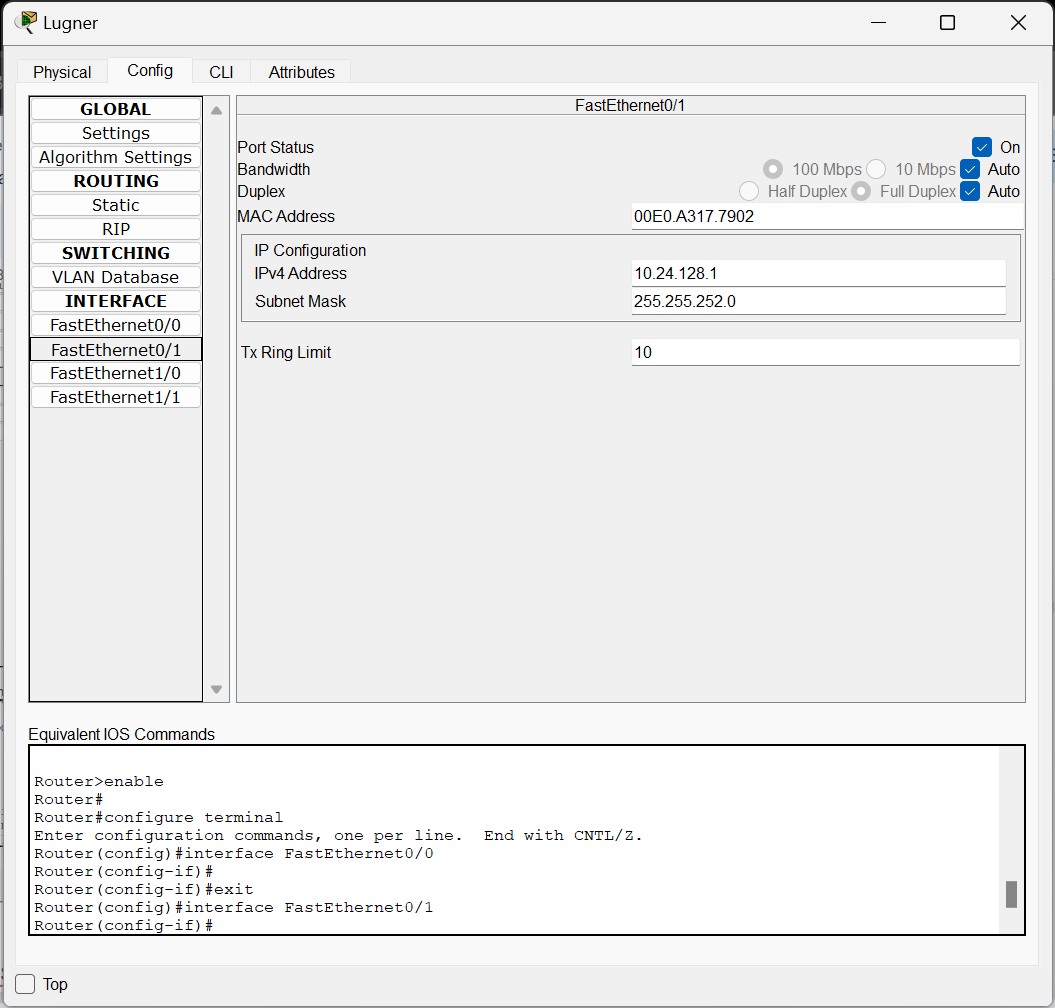 Lugner
Physical Config CLI Attributes
GLOBAL
Settings
Algorithm Settings
ROUTING
Static
RIP
SWITCHING
VLAN Database
INTERFACE
FastEthernet0/0
FastEthernet0/1
FastEthernet1/0
FastEthernet1/1
FastEthernet0/1
Port Status On
Bandwidth 100 Mbps 10 Mbps Auto
Duplex Half Duplex Full Duplex Auto
MAC Address 00E0.A317.7902
IP Configuration
IPv4 Address 10.24.128.1
Subnet Mask 255.255.252.0
Tx Ring Limit 10
Equivalent IOS Commands
Router>enable
Router#
Router#configure terminal
Enter configuration commands, one per line.  End with CNTL/Z.
Router(config)#interface FastEthernet0/0
Router(config-if)#
Router(config-if)#exit
Router(config)#interface FastEthernet0/1
Router(config-if)#
Top